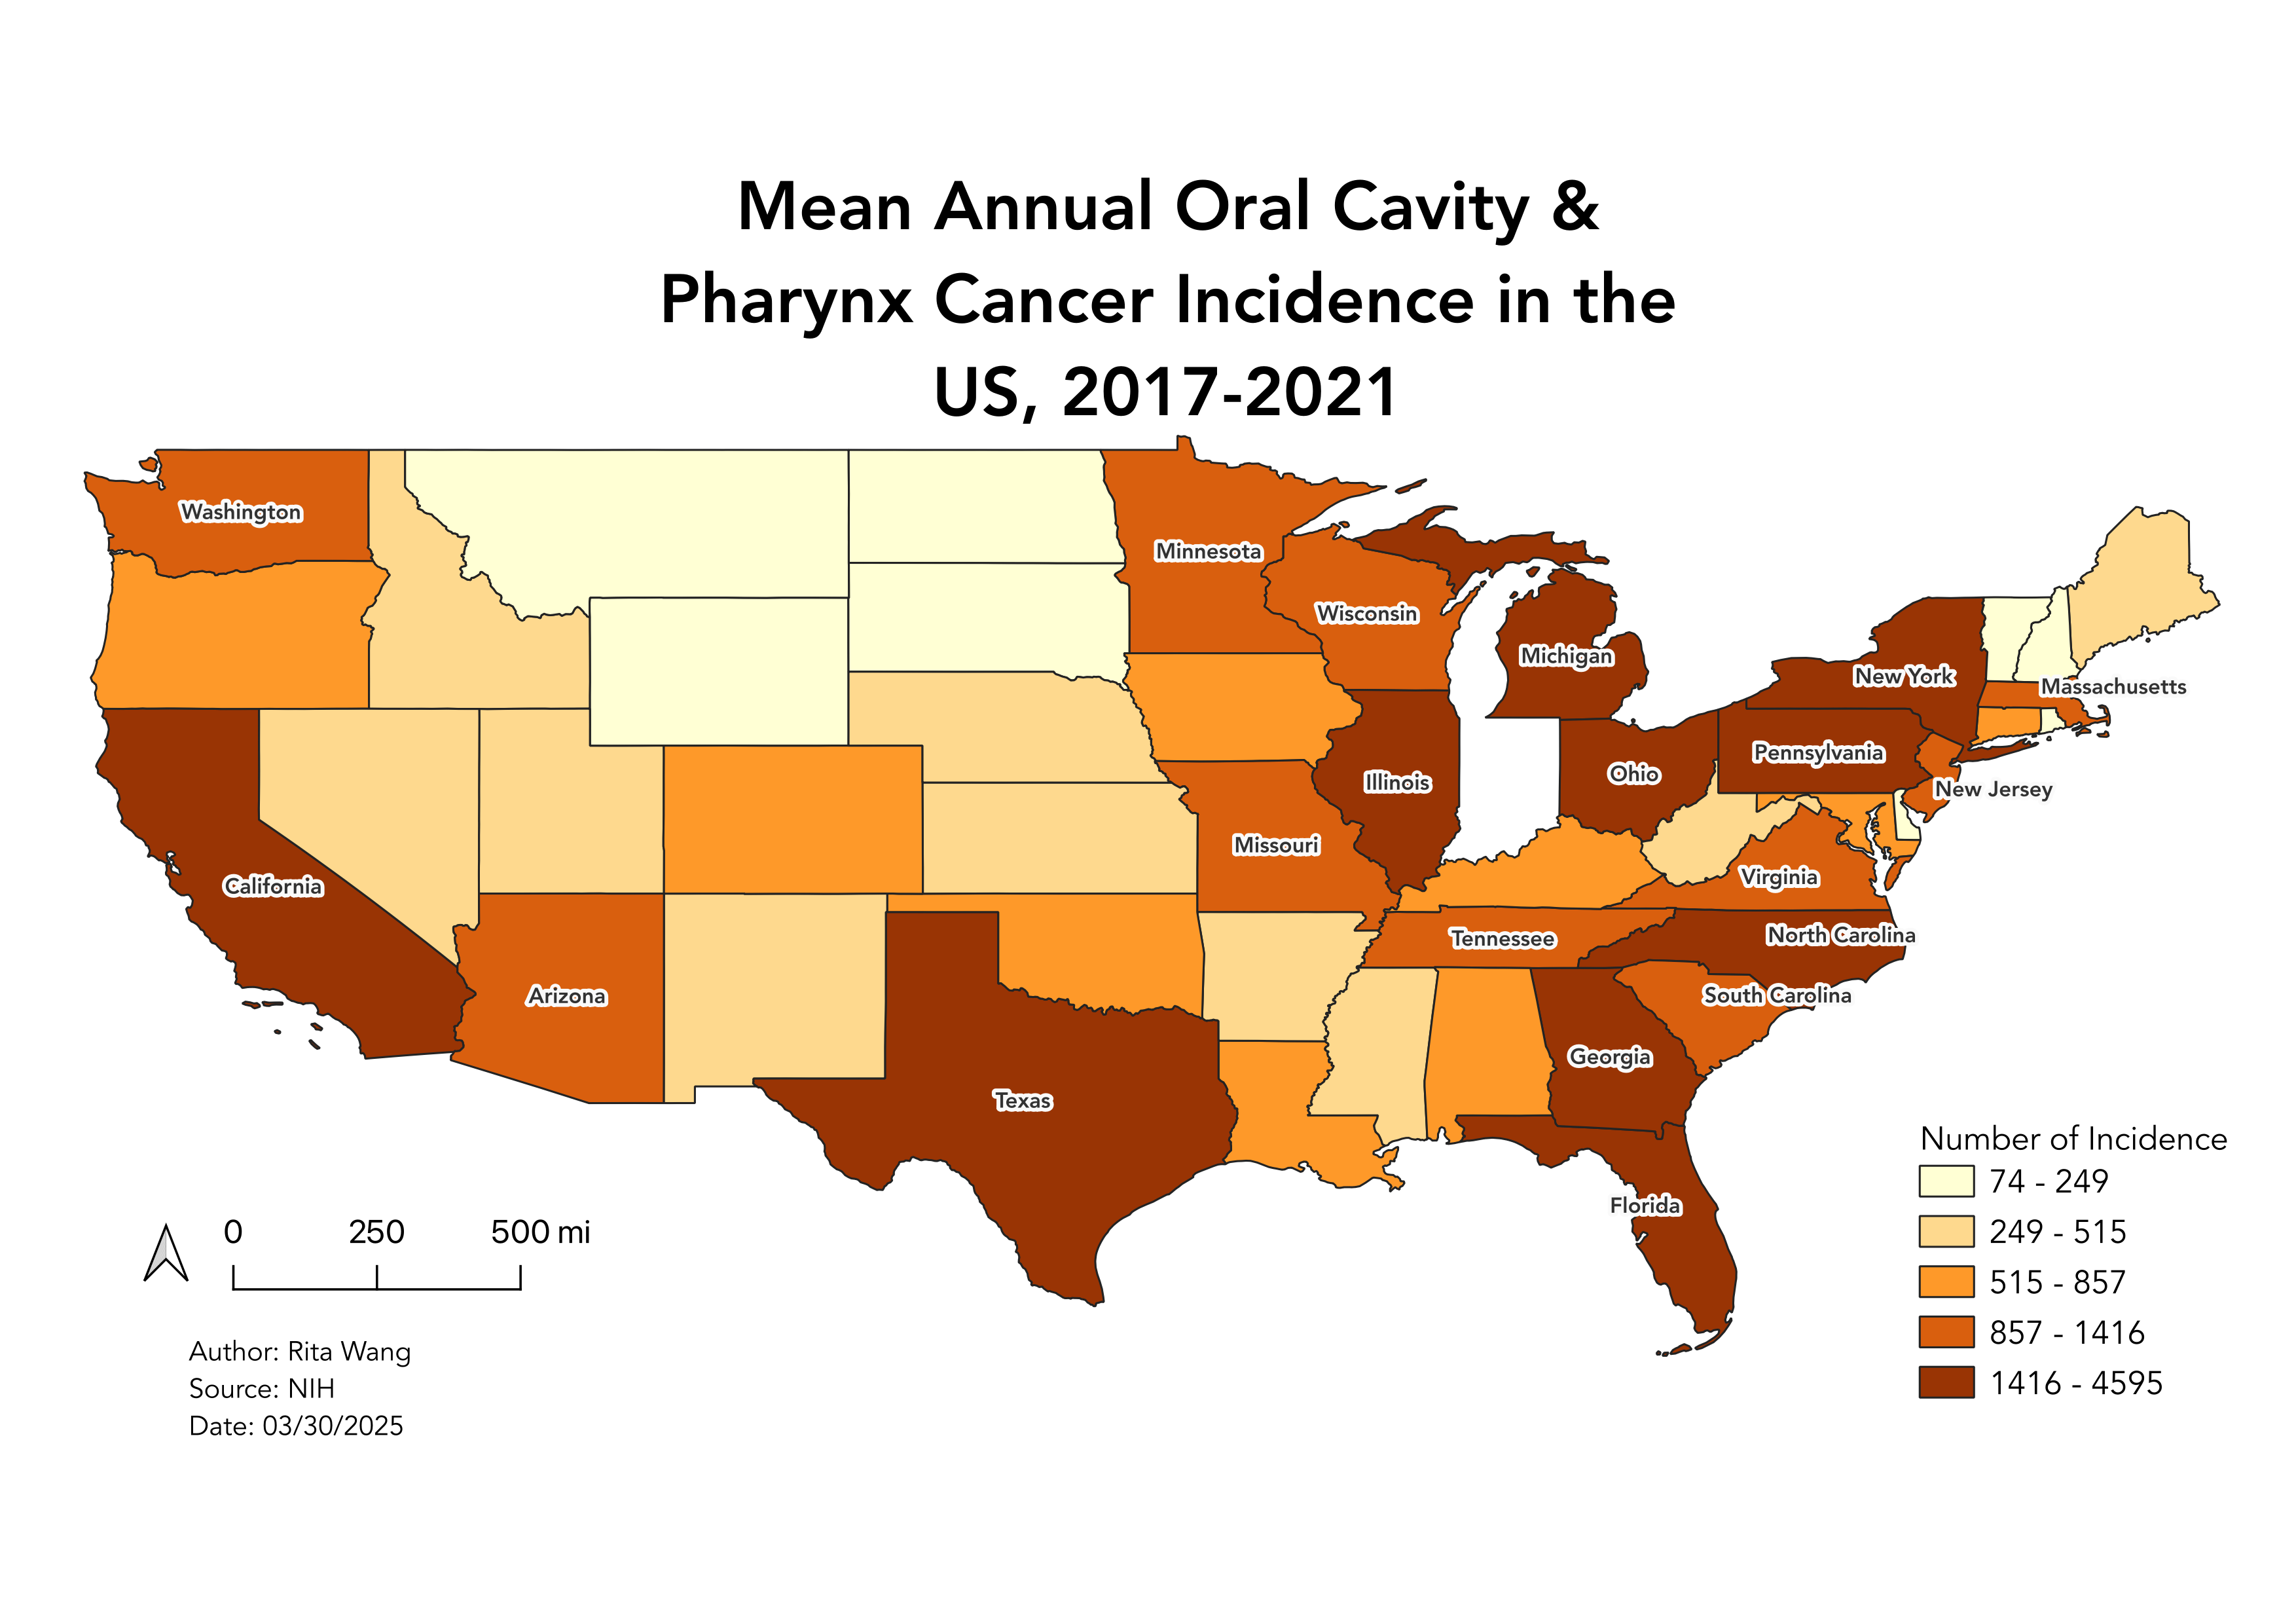 Mean Annual Oral Cavity &
Pharynx Cancer Incidence in the
US, 2017-2021
Washington
Minnesota
Wisconsin
Michigan
New York
Massachusetts
Pennsylvania
Ohio
Illinois
New Jersey
Missouri
Virginia
California
North Carolina
Tennessee
Arizona
South Carolina
Georgia
Texas
Florida
Number of Incidence
74 - 249
249 - 515
515 - 857
857 - 1416
1416 - 4595
0 250 500 mi
Author: Rita Wang
Source: NIH
Date: 03/30/2025